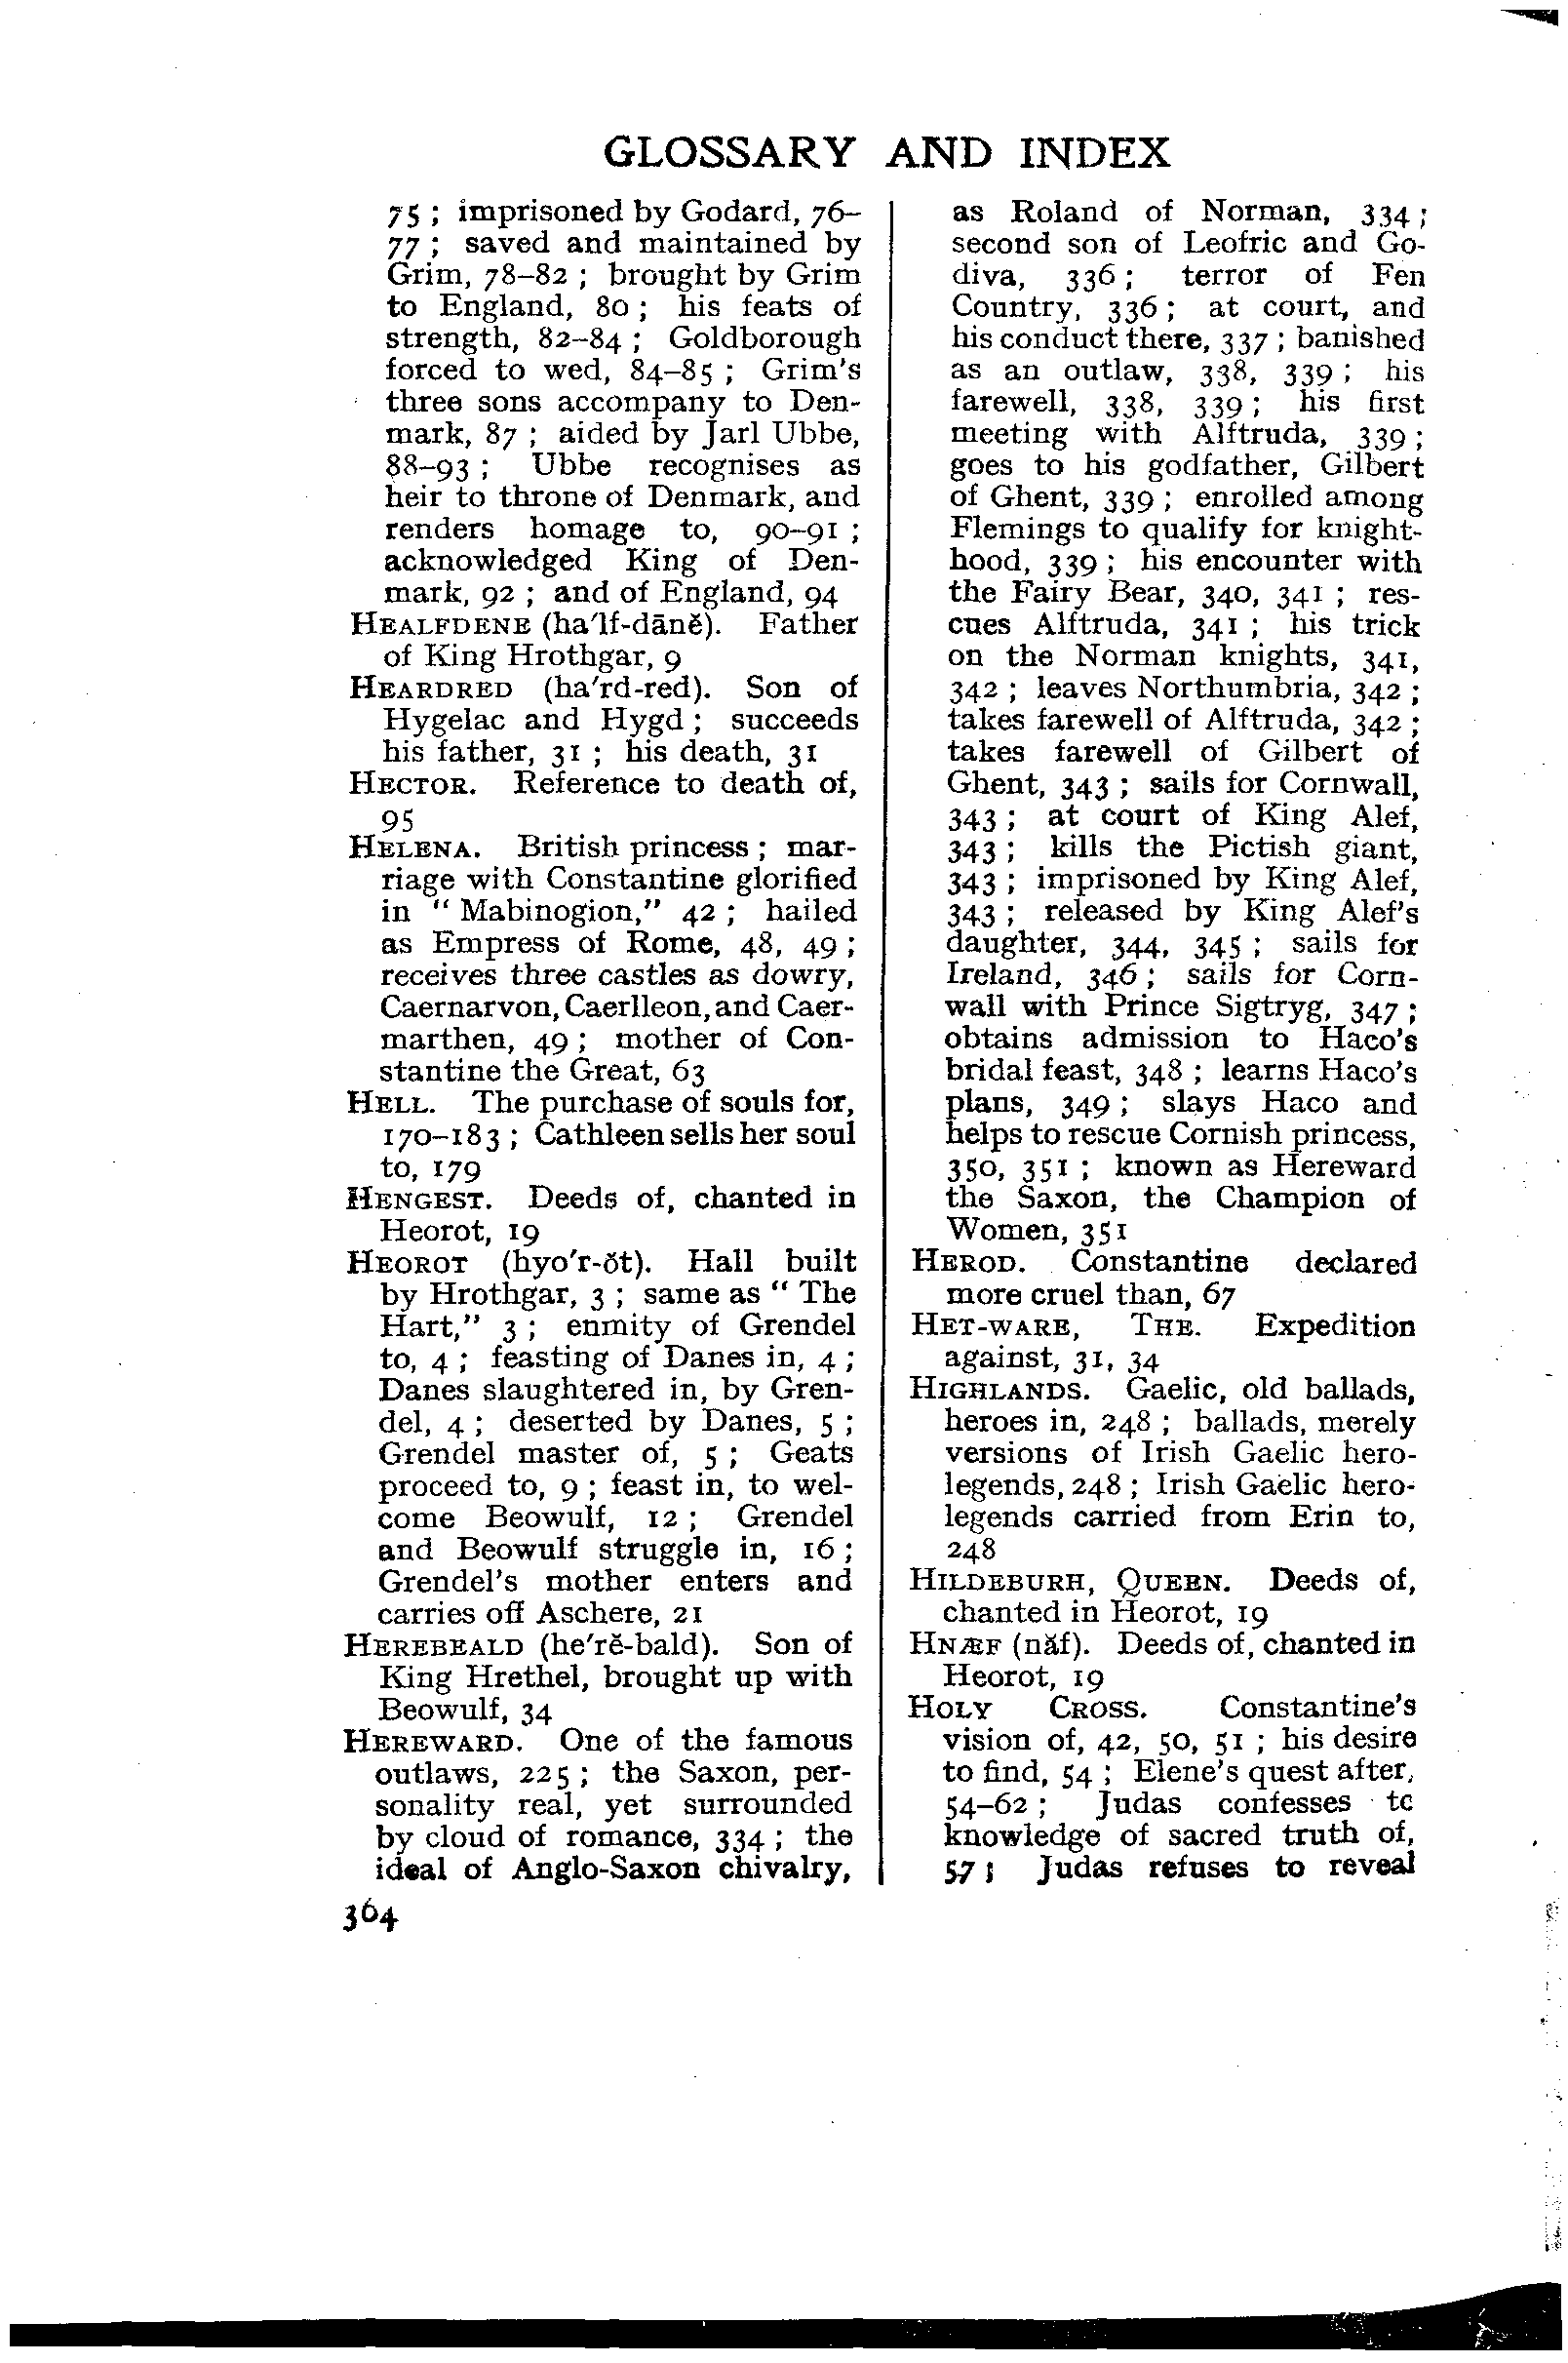 GLOSSARY AND INDEX
75 ; imprisoned by Godard, 76–
77 ; saved and maintained by
Grim, 78–82 ; brought by Grim
to England, 80 ; his feats of
strength, 82–84 ; Goldborough
forced to wed, 84–85 ; Grim's
three sons accompany to Den-
mark, 87 ; aided by Jarl Ubbe,
88–93 ; Ubbe recognises as
heir to throne of Denmark, and
renders homage to, 90–91 ;
acknowledged King of Den-
mark, 92 ; and of England, 94
HEALFDENE (ha'lf-dānĕ). Father
of King Hrothgar, 9
HEARDRED (ha'rd-red). Son of
Hygelac and Hygd ; succeeds
his father, 31 ; his death, 31
HECTOR. Reference to death of,
95
HELENA. British princess ; mar-
riage with Constantine glorified
in " Mabinogion," 42 ; hailed
as Empress of Rome, 48, 49 ;
receives three castles as dowry,
Caernarvon, Caerlleon, and Caer-
marthen, 49 ; mother of Con-
stantine the Great, 63
HELL. The purchase of souls for,
170–183 ; Cathleen sells her soul
to, 179
HENGEST. Deeds of, chanted in
Heorot, 19
HEOROT (hyo'r-ŏt). Hall built
by Hrothgar, 3 ; same as " The
Hart," 3 ; enmity of Grendel
to, 4 ; feasting of Danes in, 4 ;
Danes slaughtered in, by Gren-
del, 4 ; deserted by Danes, 5 ;
Grendel master of, 5 ; Geats
proceed to, 9 ; feast in, to wel-
come Beowulf, 12 ; Grendel
and Beowulf struggle in, 16 ;
Grendel's mother enters and
carries off Aschere, 21
HEREBEALD (he'rĕ-bald). Son of
King Hrethel, brought up with
Beowulf, 34
HEREWARD. One of the famous
outlaws, 225 ; the Saxon, per-
sonality real, yet surrounded
by cloud of romance, 334 ; the
ideal of Anglo-Saxon chivalry,
as Roland of Norman, 334 ;
second son of Leofric and Go-
diva, 336 ; terror of Fen
Country, 336 ; at court, and
his conduct there, 337 ; banished
as an outlaw, 338, 339 ; his
farewell, 338, 339 ; his first
meeting with Alftruda, 339 ;
goes to his godfather, Gilbert
of Ghent, 339 ; enrolled among
Flemings to qualify for knight-
hood, 339 ; his encounter with
the Fairy Bear, 340, 341 ; res-
cues Alftruda, 341 ; his trick
on the Norman knights, 341,
342 ; leaves Northumbria, 342 ;
takes farewell of Alftruda, 342 ;
takes farewell of Gilbert of
Ghent, 343 ; sails for Cornwall,
343 ; at court of King Alef,
343 ; kills the Pictish giant,
343 ; imprisoned by King Alef,
343 ; released by King Alef's
daughter, 344, 345 ; sails for
Ireland, 346 ; sails for Corn-
wall with Prince Sigtryg, 347 ;
obtains admission to Haco's
bridal feast, 348 ; learns Haco's
plans, 349 ; slays Haco and
helps to rescue Cornish princess,
350, 351 ; known as Hereward
the Saxon, the Champion of
Women, 351
HEROD. Constantine declared
more cruel than, 67
HET-WARE, THE. Expedition
against, 31, 34
HIGHLANDS. Gaelic, old ballads,
heroes in, 248 ; ballads, merely
versions of Irish Gaelic hero-
legends, 248 ; Irish Gaelic hero-
legends carried from Erin to,
248
HILDEBURH, QUEEN. Deeds of,
chanted in Heorot, 19
HNÆF (năf). Deeds of, chanted in
Heorot, 19
HOLY CROSS. Constantine's
vision of, 42, 50, 51 ; his desire
to find, 54 ; Elene's quest after,
54–62 ; Judas confesses to
knowledge of sacred truth of,
57 ; Judas refuses to reveal
364